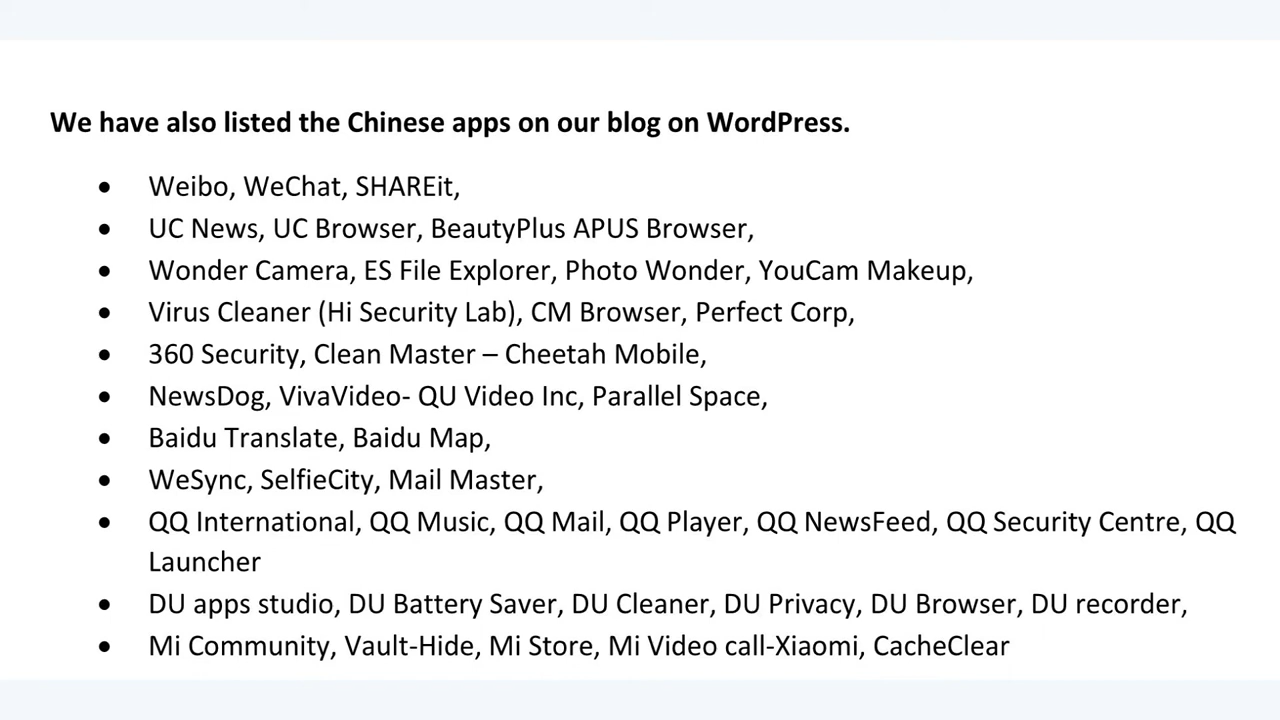 We have also listed the Chinese apps on our blog on WordPress.
• Weibo, WeChat, SHAREit,
• UC News, UC Browser, BeautyPlus APUS Browser,
• Wonder Camera, ES File Explorer, Photo Wonder, YouCam Makeup,
• Virus Cleaner (Hi Security Lab), CM Browser, Perfect Corp,
• 360 Security, Clean Master – Cheetah Mobile,
• NewsDog, VivaVideo- QU Video Inc, Parallel Space,
• Baidu Translate, Baidu Map,
• WeSync, SelfieCity, Mail Master,
• QQ International, QQ Music, QQ Mail, QQ Player, QQ NewsFeed, QQ Security Centre, QQ
Launcher
• DU apps studio, DU Battery Saver, DU Cleaner, DU Privacy, DU Browser, DU recorder,
• Mi Community, Vault-Hide, Mi Store, Mi Video call-Xiaomi, CacheClear